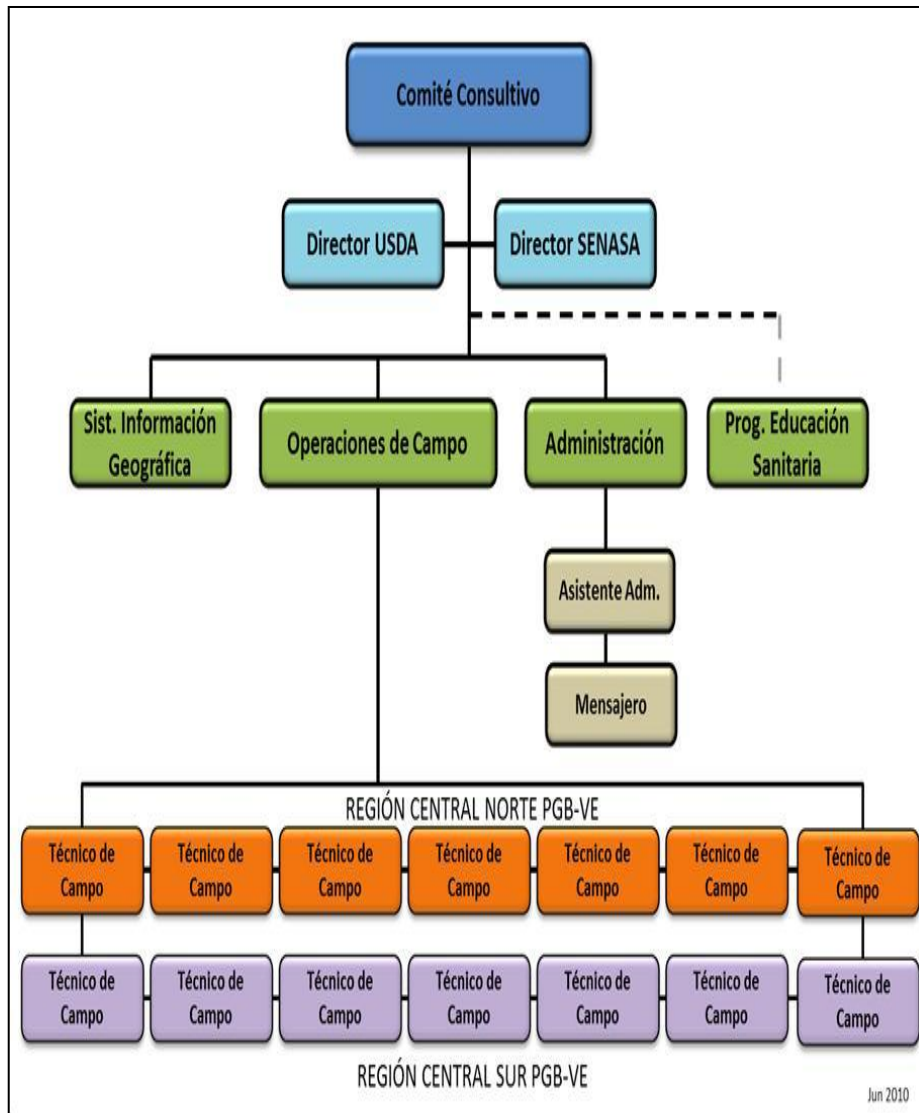 Comité Consultivo
Director USDA
Director SENASA
Sist. Información
Geográfica
Operaciones de Campo
Administración
Prog. Educación
Sanitaria
Asistente Adm.
Mensajero
REGIÓN CENTRAL NORTE PGB-VE
Técnico de
Campo
Técnico de
Campo
Técnico de
Campo
Técnico de
Campo
Técnico de
Campo
Técnico de
Campo
Técnico de
Campo
Técnico de
Campo
Técnico de
Campo
Técnico de
Campo
Técnico de
Campo
Técnico de
Campo
Técnico de
Campo
Técnico de
Campo
REGIÓN CENTRAL SUR PGB-VE
Jun 2010